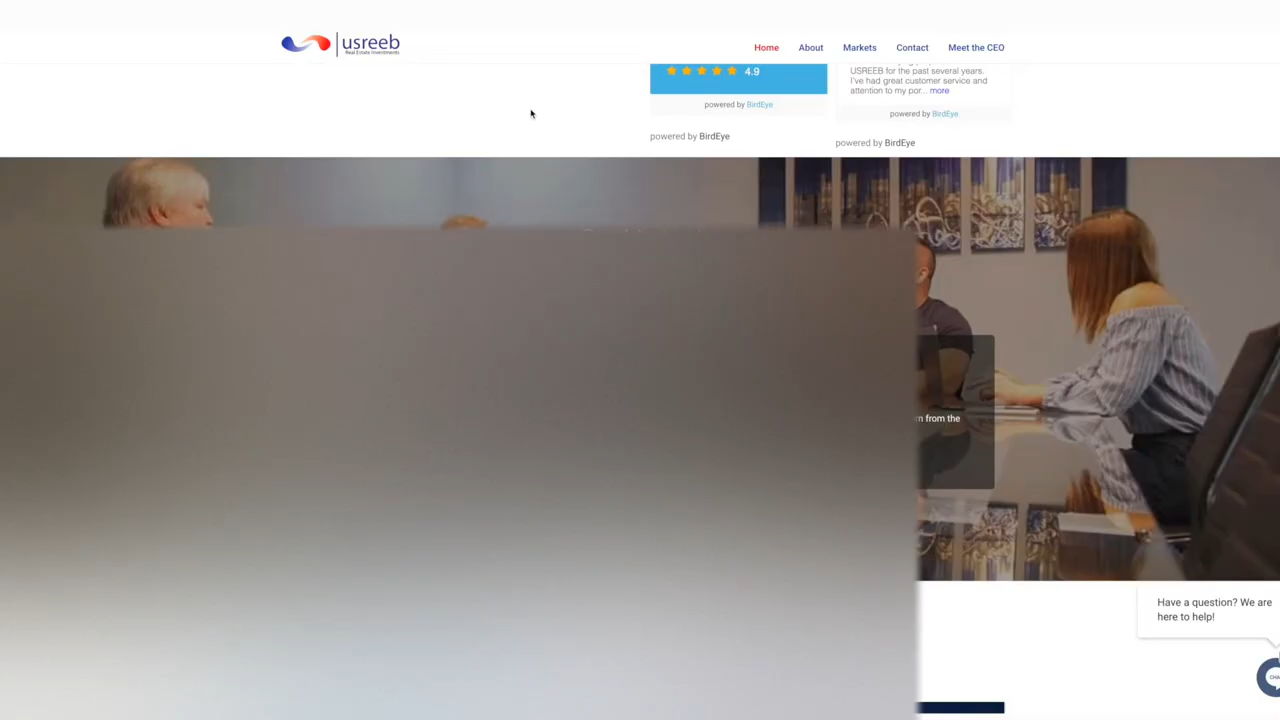 usreeb
Real Estate Investments
Home About Markets Contact Meet the CEO
4.9
powered by BirdEye
powered by BirdEye
USREEB for the past several years.
I've had great customer service and
attention to my por... more
powered by BirdEye
powered by BirdEye
from the
Have a question? We are
here to help!